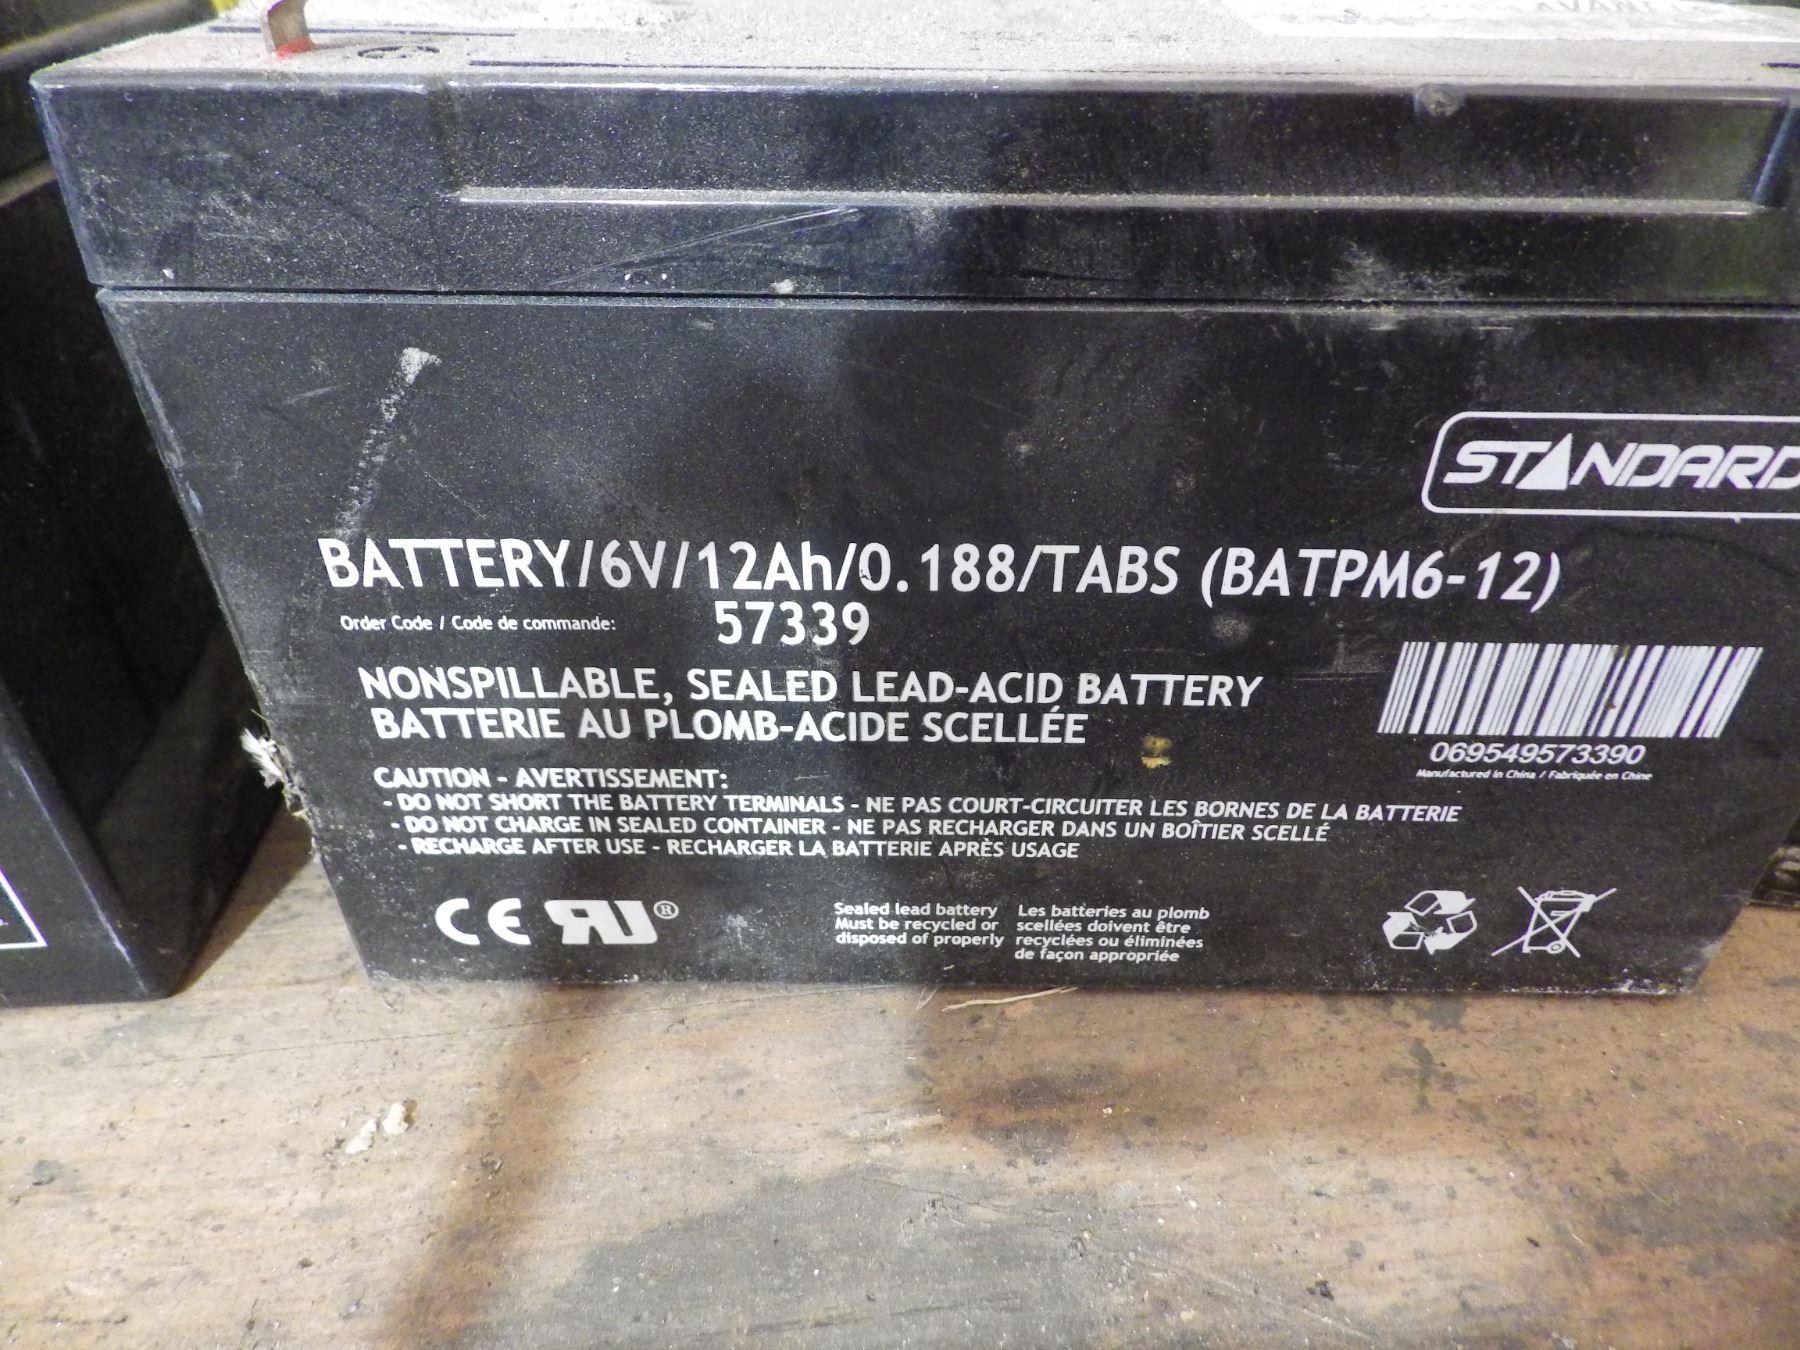 STANDARD
BATTERY/6V/12Ah/0.188/TABS (BATPM6-12)
Order Code / Code de commande: 57339
NONSPILLABLE, SEALED LEAD-ACID BATTERY
BATTERIE AU PLOMB-ACIDE SCELLÉE
069549573390
Manufactured in China / Fabriquée en Chine
CAUTION - AVERTISSEMENT:
- DO NOT SHORT THE BATTERY TERMINALS - NE PAS COURT-CIRCUITER LES BORNES DE LA BATTERIE
- DO NOT CHARGE IN SEALED CONTAINER - NE PAS RECHARGER DANS UN BOÎTIER SCELLÉ
- RECHARGE AFTER USE - RECHARGER LA BATTERIE APRÈS USAGE
CE RU®
Sealed lead battery
Must be recycled or
disposed of properly
Les batteries au plomb
scellées doivent être
recyclées ou éliminées
de façon appropriée
Pb